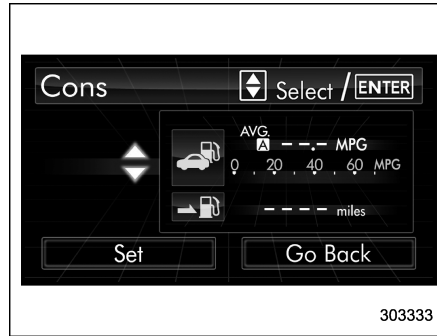 Cons Select / ENTER
AVG.
A --.- MPG
0 20 40 60 MPG
---- miles
Set Go Back
303333